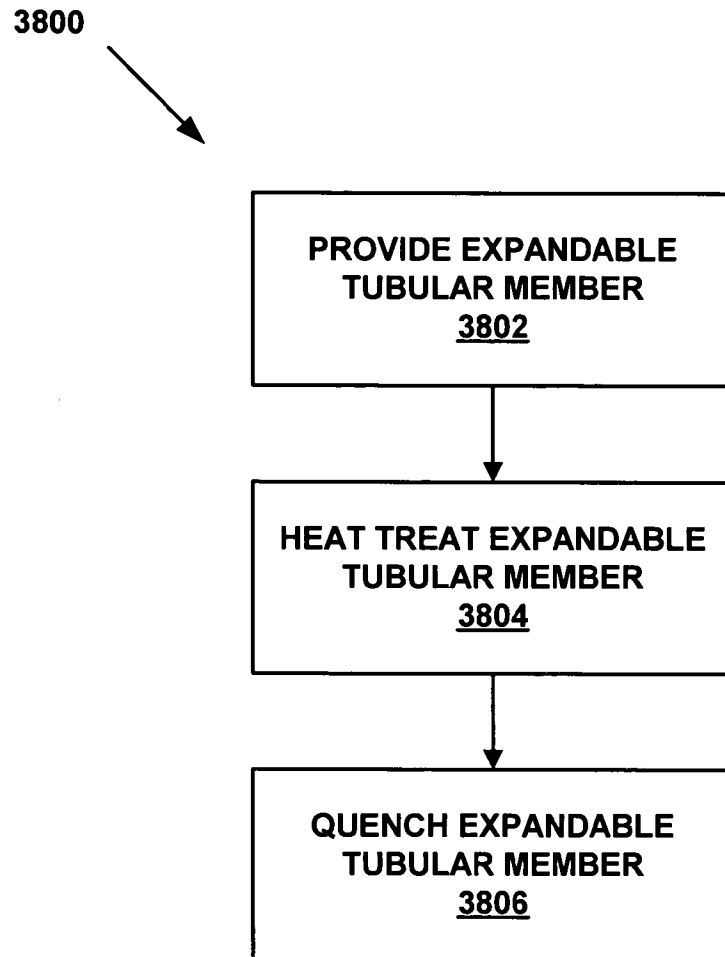 3800
PROVIDE EXPANDABLE
TUBULAR MEMBER
3802
HEAT TREAT EXPANDABLE
TUBULAR MEMBER
3804
QUENCH EXPANDABLE
TUBULAR MEMBER
3806